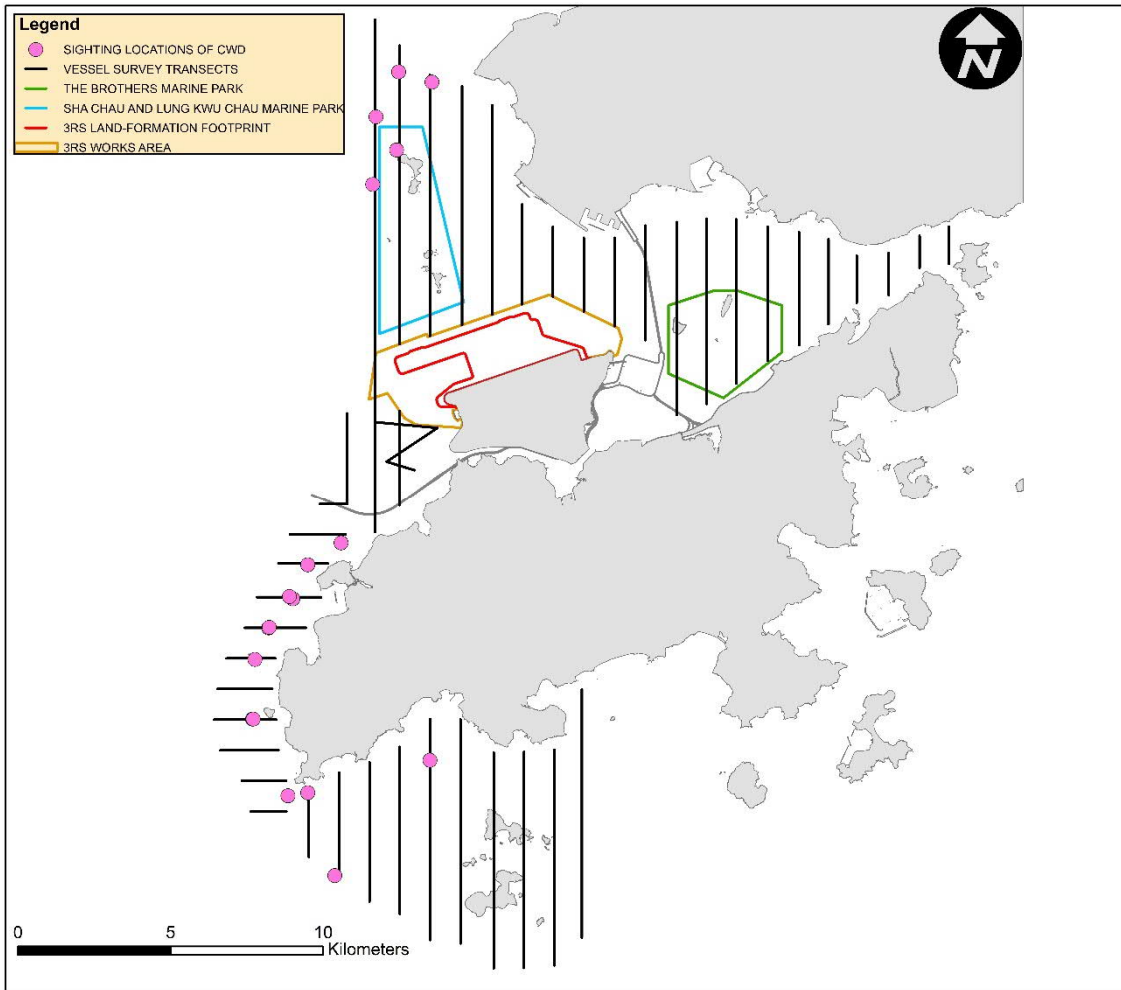 Legend
SIGHTING LOCATIONS OF CWD
VESSEL SURVEY TRANSECTS
THE BROTHERS MARINE PARK
SHA CHAU AND LUNG KWU CHAU MARINE PARK
3RS LAND-FORMATION FOOTPRINT
3RS WORKS AREA
N
0 5 10
Kilometers